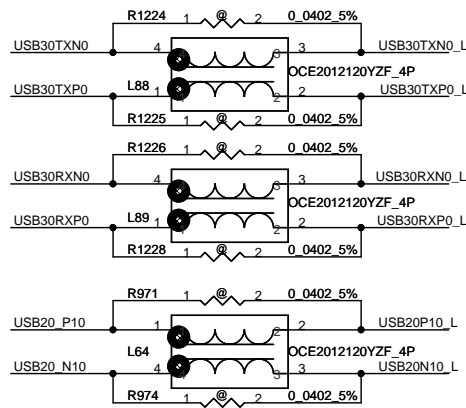 R1224 1 @ 2 0_0402_5%
USB30TXN0 4 3 USB30TXN0_L
OCE2012120YZF_4P
USB30TXP0 L88 1 2 USB30TXP0_L
R1225 1 @ 2 0_0402_5%
R1226 1 @ 2 0_0402_5%
USB30RXN0 4 3 USB30RXN0_L
OCE2012120YZF_4P
USB30RXP0 L89 1 2 USB30RXP0_L
R1228 1 @ 2 0_0402_5%
R971 1 @ 2 0_0402_5%
USB20_P10 1 2 USB20P10_L
L64 OCE2012120YZF_4P
USB20_N10 4 3 USB20N10_L
R974 1 @ 2 0_0402_5%